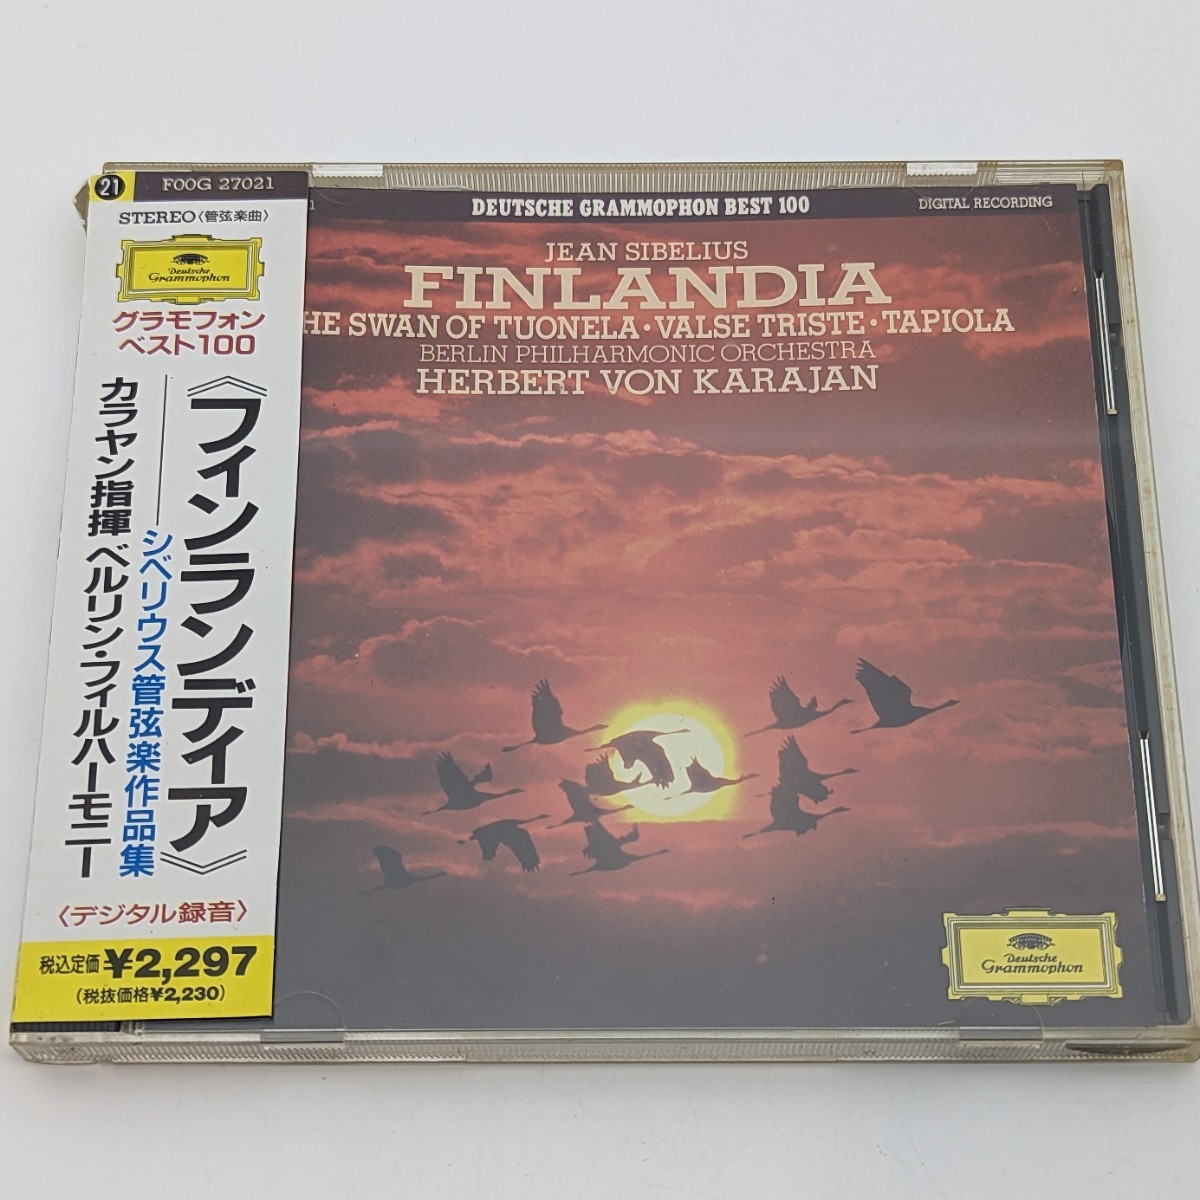 21
FOOG 27021
STEREO〈管弦楽曲〉
Deutsche
Grammophon
グラモフォン
ベスト100
《フィンランディア》
シベリウス管弦楽作品集
カラヤン指揮 ベルリン・フィルハーモニー
〈デジタル録音〉
税込定価 ¥2,297
(税抜価格¥2,230)
1
DEUTSCHE GRAMMOPHON BEST 100
DIGITAL RECORDING
JEAN SIBELIUS
FINLANDIA
HE SWAN OF TUONELA・VALSE TRISTE・TAPIOLA
BERLIN PHILHARMONIC ORCHESTRA
HERBERT VON KARAJAN
Deutsche
Grammophon